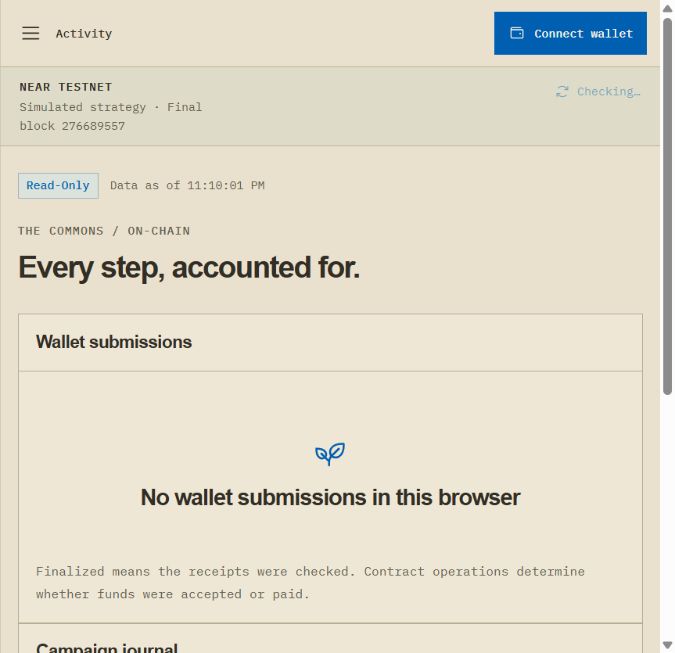 Activity
Connect wallet
NEAR TESTNET
Simulated strategy · Final
block 276689557
Checking…
Read-Only
Data as of 11:10:01 PM
THE COMMONS / ON-CHAIN
Every step, accounted for.
Wallet submissions
No wallet submissions in this browser
Finalized means the receipts were checked. Contract operations determine
whether funds were accepted or paid.
Campaign journal